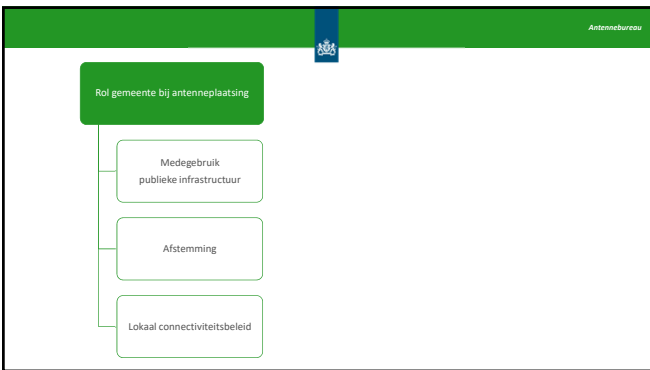 Antennebureau
Rol gemeente bij antenneplaatsing
Medegebruik
publieke infrastructuur
Afstemming
Lokaal connectiviteitsbeleid